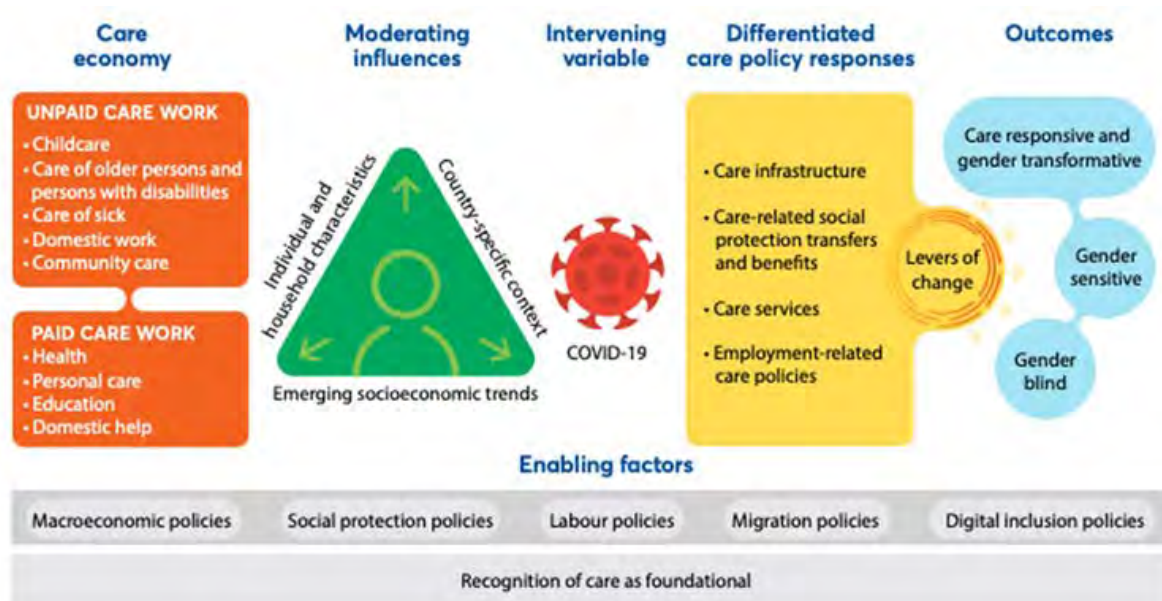 Care
economy
Moderating
influences
Intervening
variable
Differentiated
care policy responses
Outcomes
UNPAID CARE WORK
• Childcare
• Care of older persons and
persons with disabilities
• Care of sick
• Domestic work
• Community care
PAID CARE WORK
• Health
• Personal care
• Education
• Domestic help
Individual and
household characteristics
Country-specific context
Emerging socioeconomic trends
COVID-19
• Care infrastructure
• Care-related social
protection transfers
and benefits
• Care services
• Employment-related
care policies
Levers of
change
Care responsive and
gender transformative
Gender
sensitive
Gender
blind
Enabling factors
Macroeconomic policies
Social protection policies
Labour policies
Migration policies
Digital inclusion policies
Recognition of care as foundational